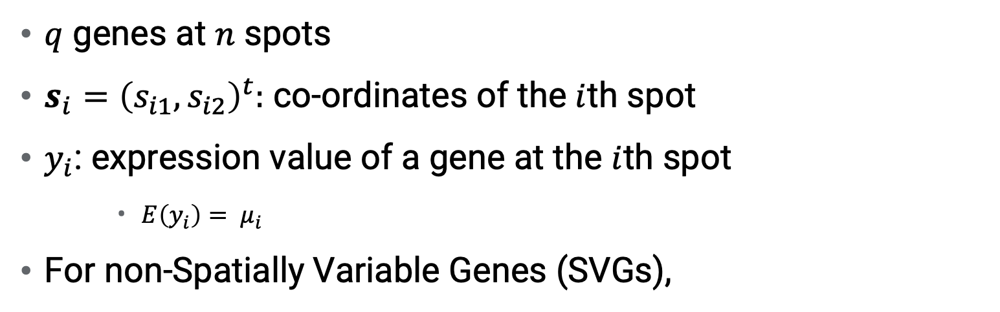 • q genes at n spots
• sᵢ = (sᵢ₁, sᵢ₂)ᵗ: co-ordinates of the ith spot
• yᵢ: expression value of a gene at the ith spot
• E(yᵢ) = μᵢ
• For non-Spatially Variable Genes (SVGs),